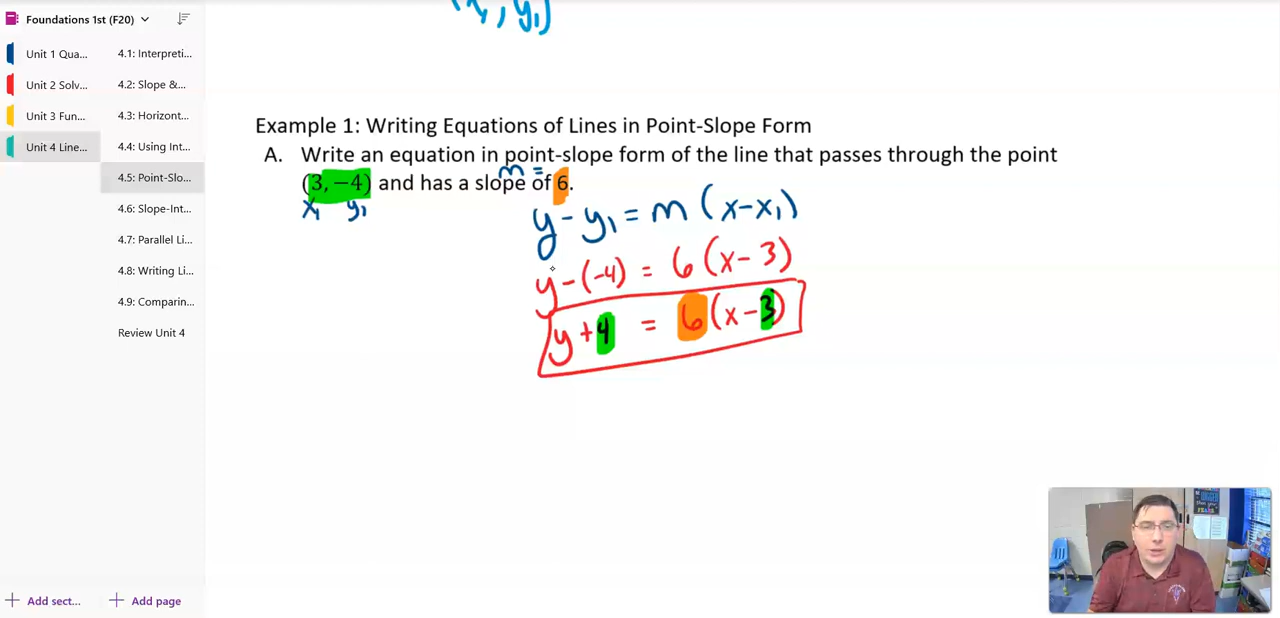 Foundations 1st (F20)
Unit 1 Qua...
Unit 2 Solv...
Unit 3 Fun...
Unit 4 Line...
4.1: Interpreti...
4.2: Slope &...
4.3: Horizont...
4.4: Using Int...
4.5: Point-Slo...
4.6: Slope-Int...
4.7: Parallel Li...
4.8: Writing Li...
4.9: Comparin...
Review Unit 4
+ Add sect...
+ Add page
(x₁, y₁)
Example 1: Writing Equations of Lines in Point-Slope Form
A. Write an equation in point-slope form of the line that passes through the point
m =
(3, −4) and has a slope of 6.
x₁ y₁
y - y₁ = m (x - x₁)
y - (-4) = 6 (x - 3)
y + 4 = 6 (x - 3)